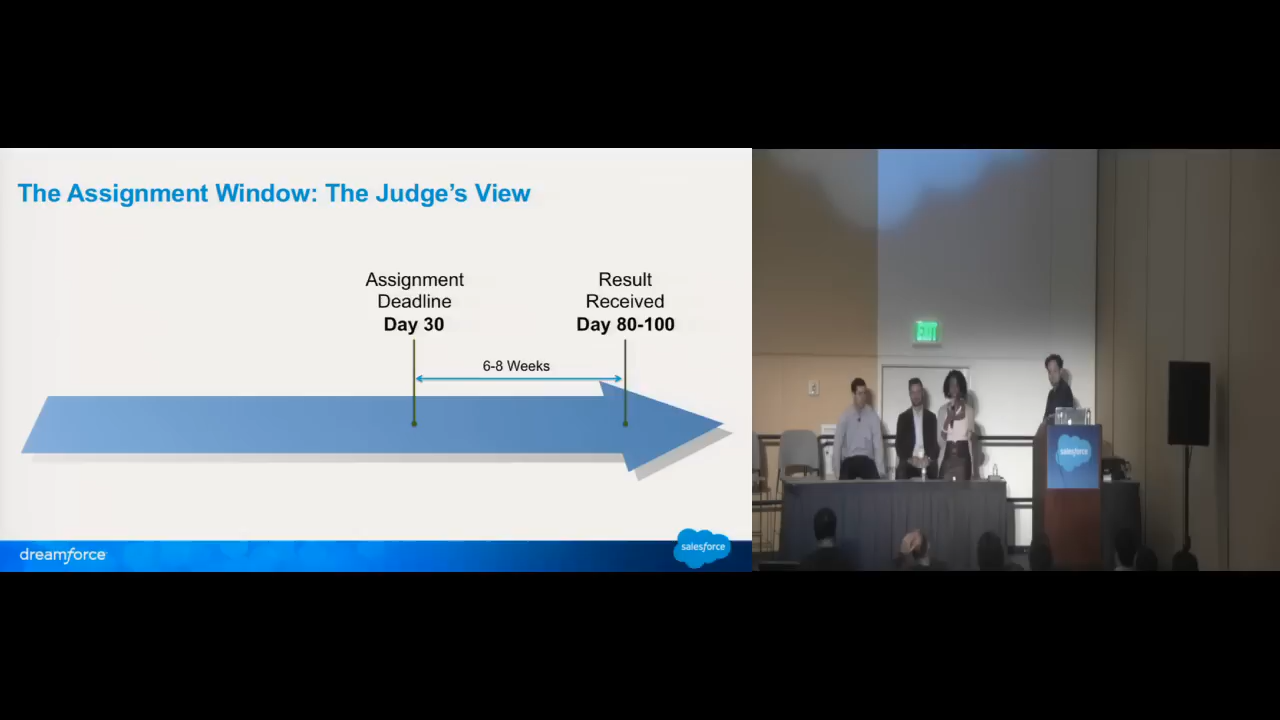 The Assignment Window: The Judge's View
Assignment
Deadline
Day 30
Result
Received
Day 80-100
6-8 Weeks
dreamforce
salesforce
EXIT
salesforce